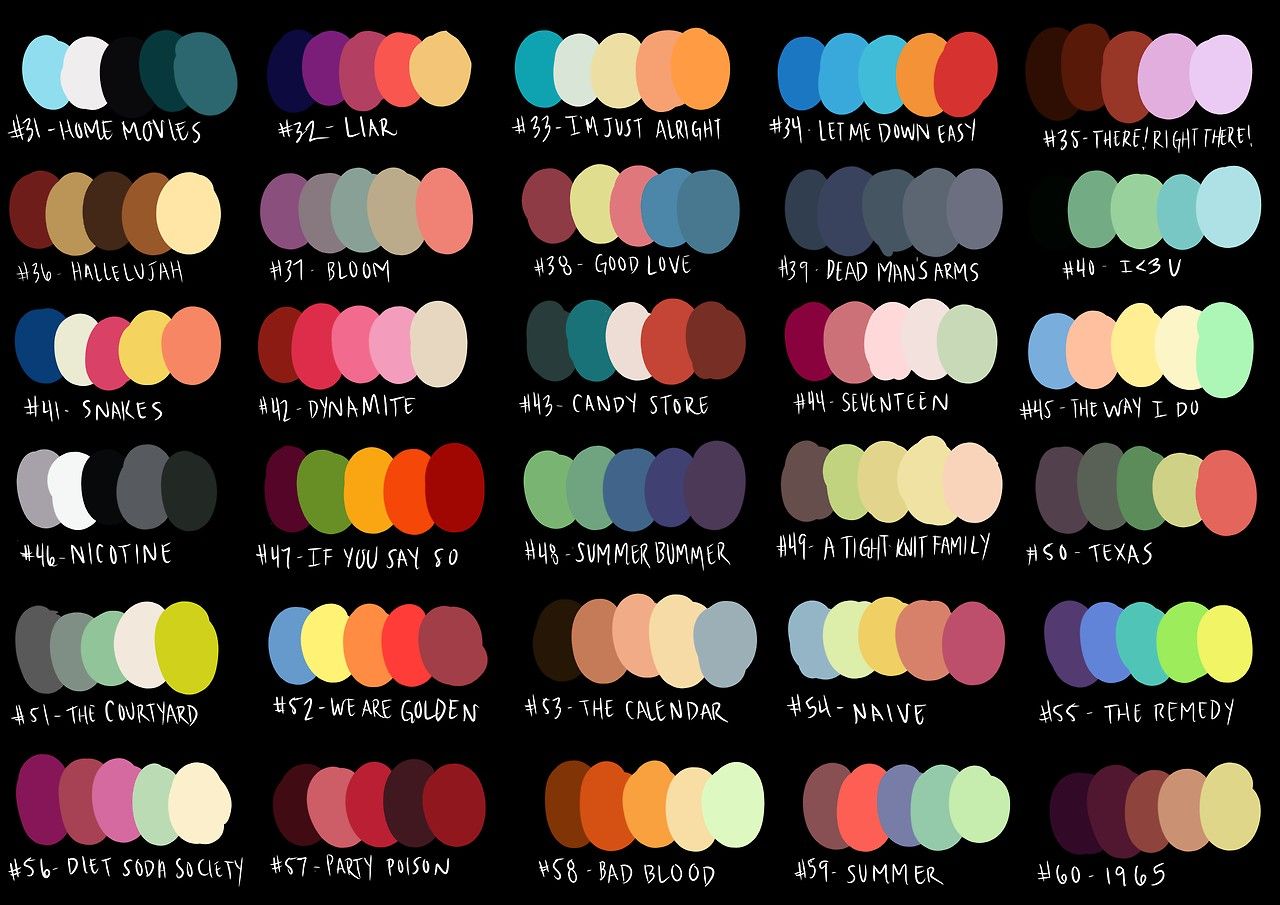 #31-HOME MOVIES
#32-LIAR
#33-I'M JUST ALRIGHT
#34-LET ME DOWN EASY
#35-THERE! RIGHT THERE!
#36-HALLELUJAH
#37-BLOOM
#38-GOOD LOVE
#39-DEAD MAN'S ARMS
#40-I<3 U
#41-SNAKES
#42-DYNAMITE
#43-CANDY STORE
#44-SEVENTEEN
#45-THE WAY I DO
#46-NICOTINE
#47-IF YOU SAY SO
#48-SUMMER BUMMER
#49-A TIGHT KNIT FAMILY
#50-TEXAS
#51-THE COURTYARD
#52-WE ARE GOLDEN
#53-THE CALENDAR
#54-NAIVE
#55-THE REMEDY
#56-DIET SODA SOCIETY
#57-PARTY POISON
#58-BAD BLOOD
#59-SUMMER
#60-1965